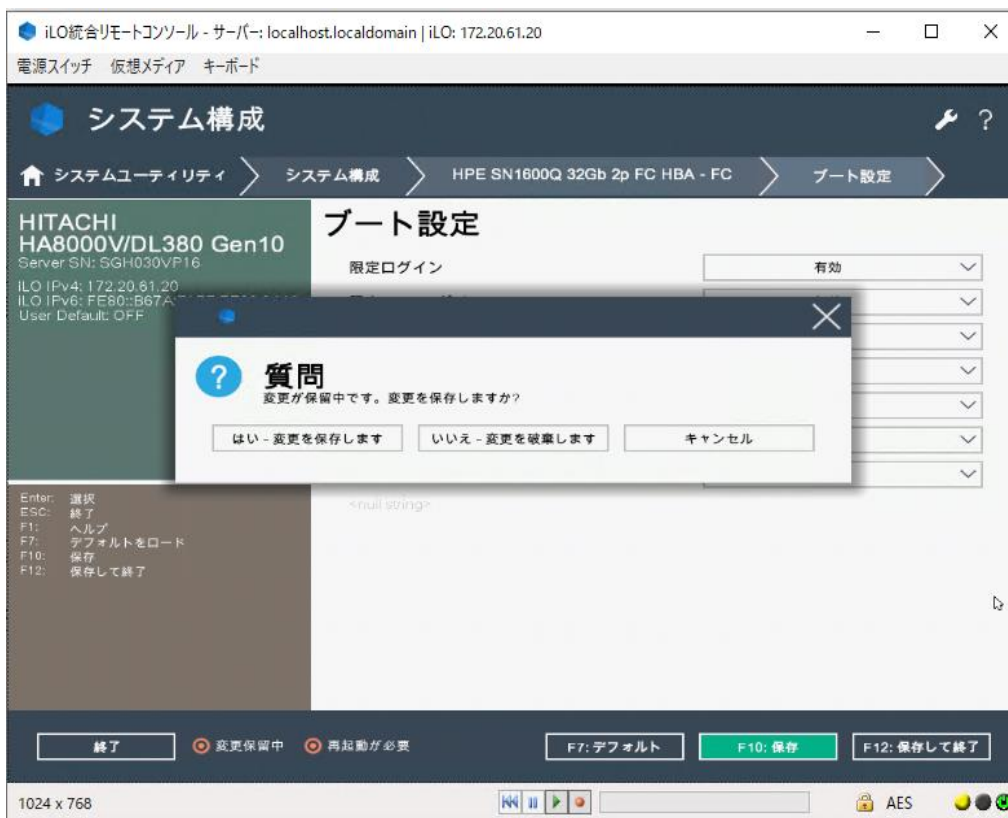 iLO統合リモートコンソール - サーバー: localhost.localdomain | iLO: 172.20.61.20
電源スイッチ 仮想メディア キーボード
システム構成
?
システムユーティリティ
システム構成
HPE SN1600Q 32Gb 2p FC HBA - FC
ブート設定
HITACHI
HA8000V/DL380 Gen10
Server SN: SGH030VP16
iLO IPv4: 172.20.61.20
iLO IPv6: FE80::B67A
User Default: OFF
ブート設定
限定ログイン
有効
?
質問
変更が保留中です。変更を保存しますか?
はい - 変更を保存します
いいえ - 変更を破棄します
キャンセル
<null string>
Enter: 選択
ESC: 終了
F1: ヘルプ
F7: デフォルトをロード
F10: 保存
F12: 保存して終了
終了
変更保留中
再起動が必要
F7: デフォルト
F10: 保存
F12: 保存して終了
1024 x 768
AES